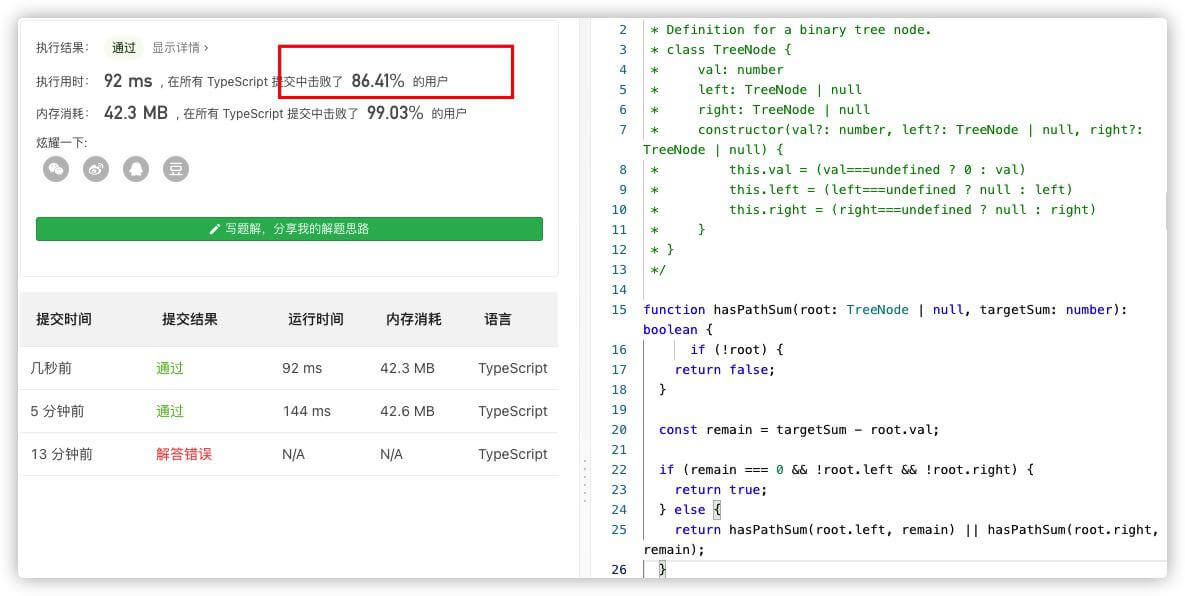 执行结果： 通过 显示详情 ›
执行用时： 92 ms , 在所有 TypeScript 提交中击败了 86.41% 的用户
内存消耗： 42.3 MB , 在所有 TypeScript 提交中击败了 99.03% 的用户
炫耀一下:
豆
写题解，分享我的解题思路
提交时间 提交结果 运行时间 内存消耗 语言
几秒前 通过 92 ms 42.3 MB TypeScript
5 分钟前 通过 144 ms 42.6 MB TypeScript
13 分钟前 解答错误 N/A N/A TypeScript
2 * Definition for a binary tree node.
3 * class TreeNode {
4 *     val: number
5 *     left: TreeNode | null
6 *     right: TreeNode | null
7 *     constructor(val?: number, left?: TreeNode | null, right?:
TreeNode | null) {
8 *         this.val = (val===undefined ? 0 : val)
9 *         this.left = (left===undefined ? null : left)
10 *         this.right = (right===undefined ? null : right)
11 *     }
12 * }
13 */
14
15 function hasPathSum(root: TreeNode | null, targetSum: number):
boolean {
16       if (!root) {
17     return false;
18   }
19
20   const remain = targetSum - root.val;
21
22   if (remain === 0 && !root.left && !root.right) {
23     return true;
24   } else {
25     return hasPathSum(root.left, remain) || hasPathSum(root.right,
remain);
26   }